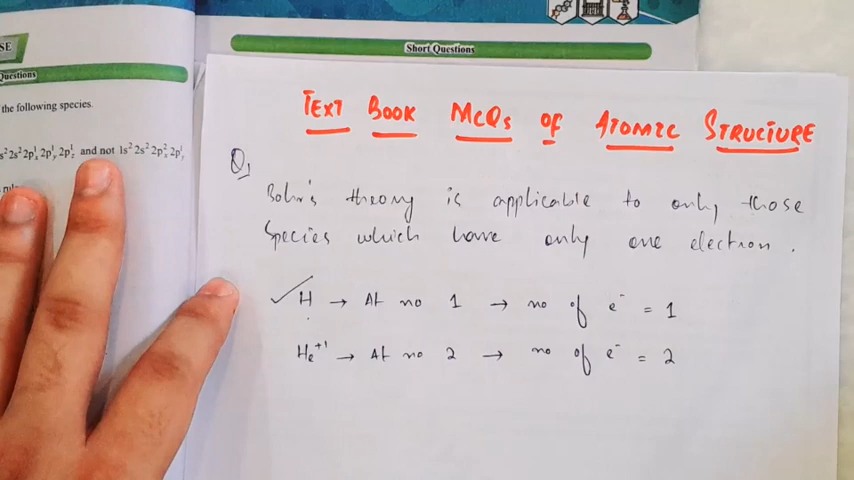 SE
Short Questions
Questions
the following species.
s² 2s² 2p¹ₓ 2p¹ᵧ 2p¹z and not 1s² 2s² 2p²ₓ 2p¹ᵧ
TEXT BOOK MCQs OF ATOMIC STRUCTURE
Q1
Bohr's theory is applicable to only those
species which have only one electron.
✓ H → At no 1 → no of e⁻ = 1
He⁺¹ → At no 2 → no of e⁻ = 2